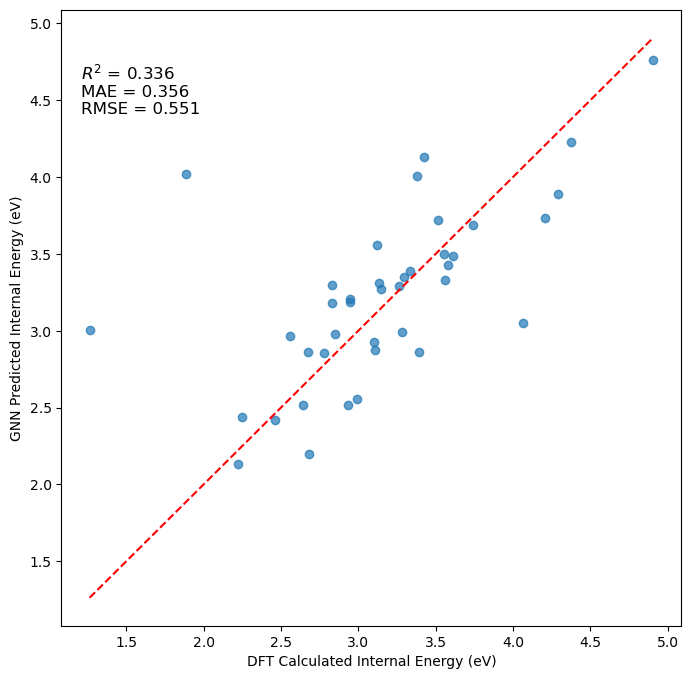 5.0
4.5
4.0
3.5
3.0
2.5
2.0
1.5
GNN Predicted Internal Energy (eV)
R² = 0.336
MAE = 0.356
RMSE = 0.551
1.5 2.0 2.5 3.0 3.5 4.0 4.5 5.0
DFT Calculated Internal Energy (eV)